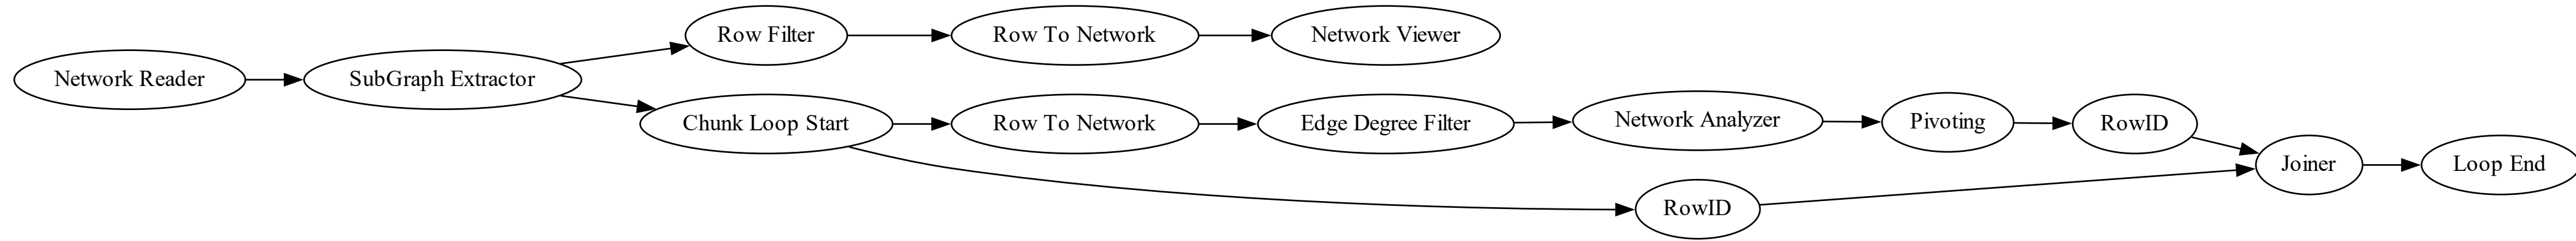 Network Reader
SubGraph Extractor
Row Filter
Row To Network
Network Viewer
Chunk Loop Start
Row To Network
Edge Degree Filter
Network Analyzer
Pivoting
RowID
RowID
Joiner
Loop End